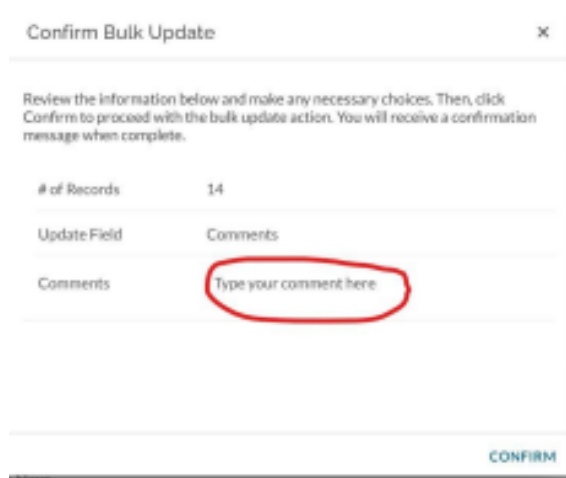 Confirm Bulk Update ×
Review the information below and make any necessary choices. Then, click
Confirm to proceed with the bulk update action. You will receive a confirmation
message when complete.
# of Records 14
Update Field Comments
Comments Type your comment here
CONFIRM